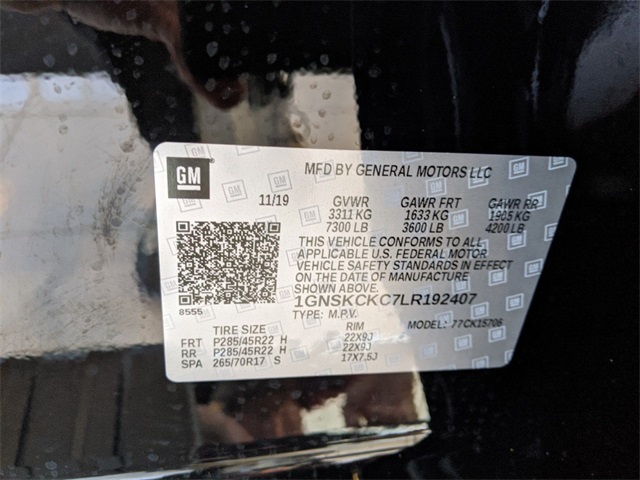 GM
MFD BY GENERAL MOTORS LLC
11/19 GVWR GAWR FRT GAWR RR
3311 KG 1633 KG 1905 KG
7300 LB 3600 LB 4200 LB
THIS VEHICLE CONFORMS TO ALL
APPLICABLE U.S. FEDERAL MOTOR
VEHICLE SAFETY STANDARDS IN EFFECT
ON THE DATE OF MANUFACTURE
SHOWN ABOVE.
8555
1GNSKCKC7LR192407
TYPE: M.P.V. MODEL: 77CK15706
TIRE SIZE RIM
FRT P285/45R22 H 22X9J
RR P285/45R22 H 22X9J
SPA 265/70R17 S 17X7.5J